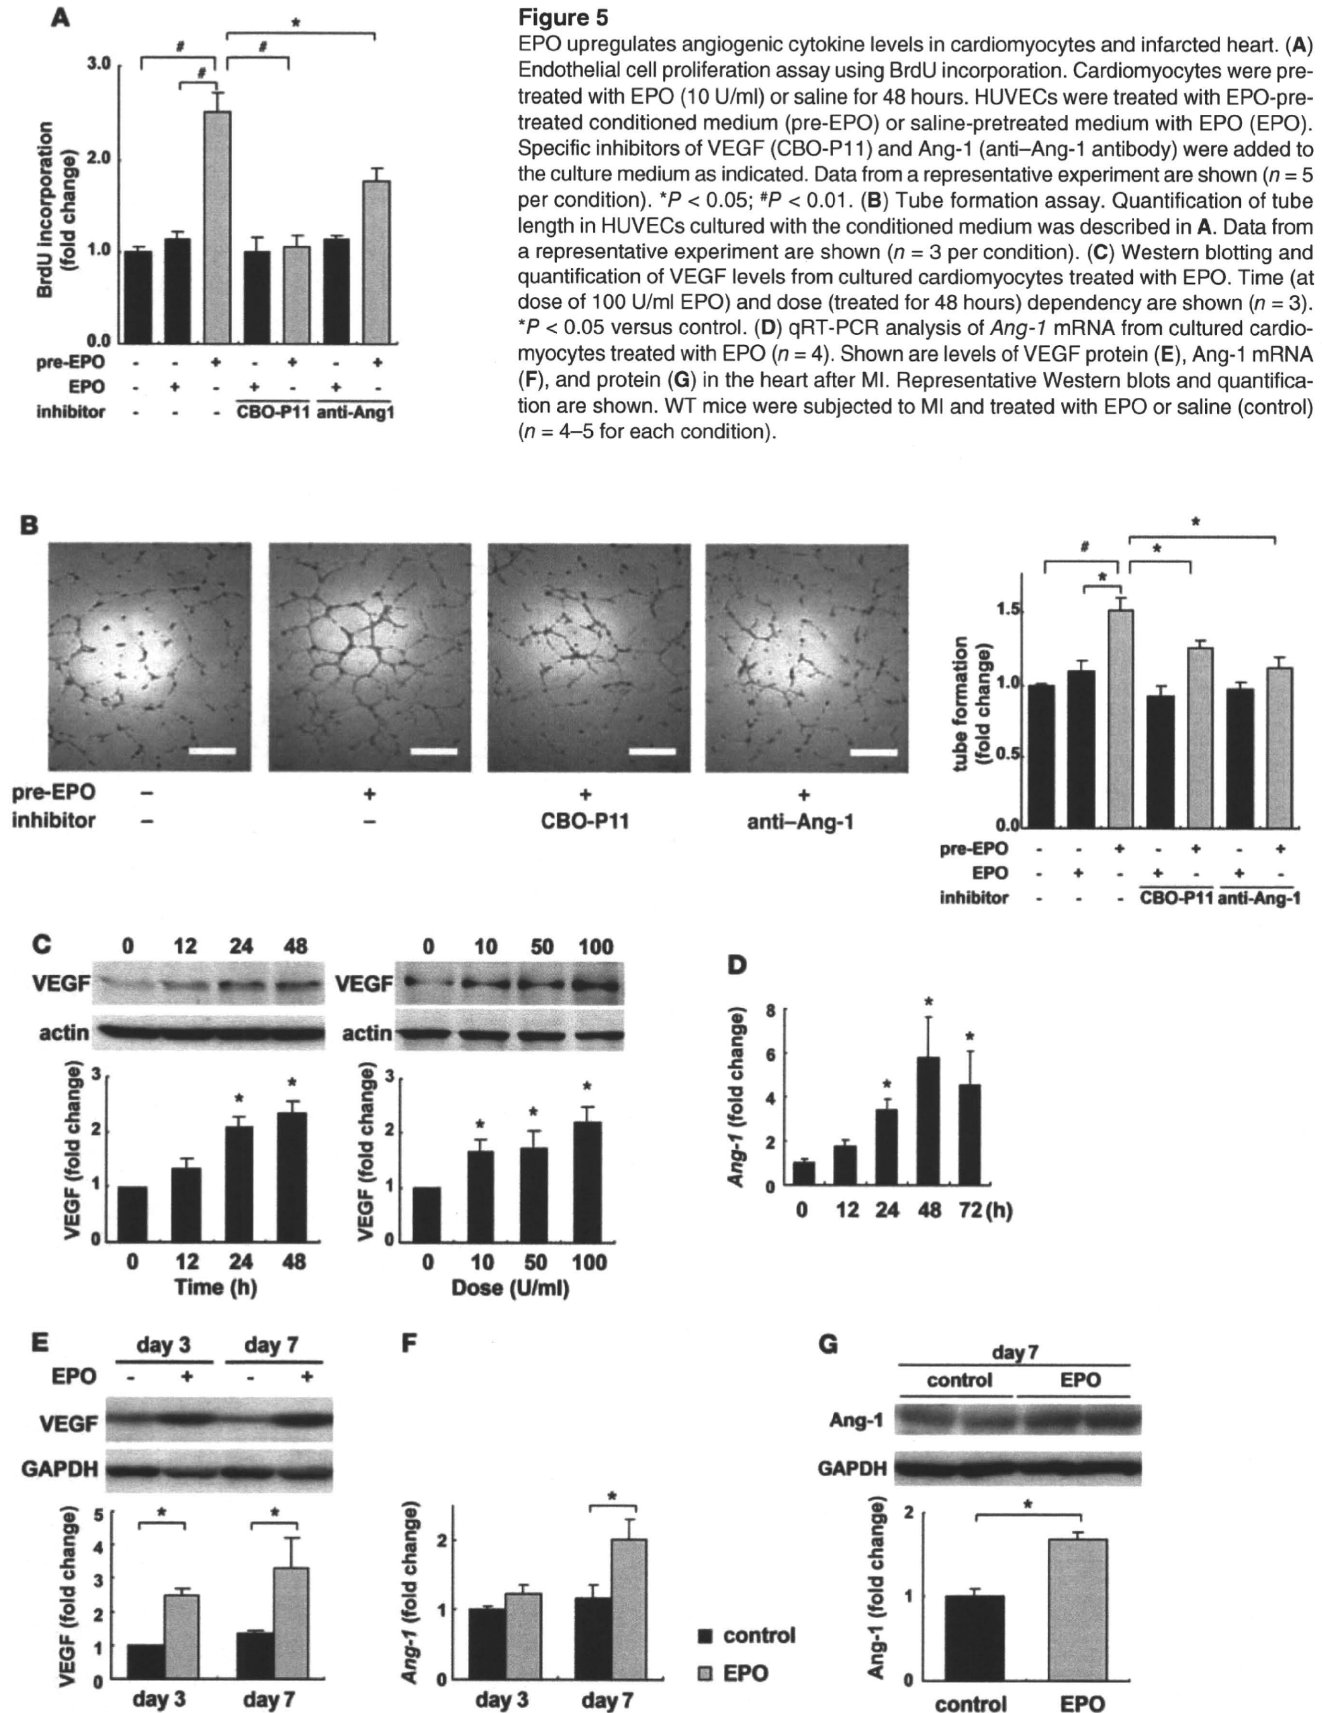 Figure 5
EPO upregulates angiogenic cytokine levels in cardiomyocytes and infarcted heart. (A)
Endothelial cell proliferation assay using BrdU incorporation. Cardiomyocytes were pre-
treated with EPO (10 U/ml) or saline for 48 hours. HUVECs were treated with EPO-pre-
treated conditioned medium (pre-EPO) or saline-pretreated medium with EPO (EPO).
Specific inhibitors of VEGF (CBO-P11) and Ang-1 (anti–Ang-1 antibody) were added to
the culture medium as indicated. Data from a representative experiment are shown (n = 5
per condition). *P < 0.05; #P < 0.01. (B) Tube formation assay. Quantification of tube
length in HUVECs cultured with the conditioned medium was described in A. Data from
a representative experiment are shown (n = 3 per condition). (C) Western blotting and
quantification of VEGF levels from cultured cardiomyocytes treated with EPO. Time (at
dose of 100 U/ml EPO) and dose (treated for 48 hours) dependency are shown (n = 3).
*P < 0.05 versus control. (D) qRT-PCR analysis of Ang-1 mRNA from cultured cardio-
myocytes treated with EPO (n = 4). Shown are levels of VEGF protein (E), Ang-1 mRNA
(F), and protein (G) in the heart after MI. Representative Western blots and quantifica-
tion are shown. WT mice were subjected to MI and treated with EPO or saline (control)
(n = 4–5 for each condition).
A
*
# #
#
3.0
2.0
1.0
0.0
BrdU incorporation
(fold change)
pre-EPO - - + - + - +
EPO - + - + - + -
inhibitor - - - CBO-P11 anti-Ang1
B
pre-EPO – + + +
inhibitor – – CBO-P11 anti–Ang-1
*
# *
*
1.5
1.0
0.5
0.0
tube formation
(fold change)
pre-EPO - - + - + - +
EPO - + - + - + -
inhibitor - - - CBO-P11 anti-Ang-1
C
0 12 24 48
VEGF
actin
3
2
1
0
VEGF (fold change)
* *
0 12 24 48
Time (h)
0 10 50 100
VEGF
actin
3
2
1
0
VEGF (fold change)
* * *
0 10 50 100
Dose (U/ml)
D
8
6
4
2
0
Ang-1 (fold change)
* * *
0 12 24 48 72 (h)
E
day 3 day 7
EPO - + - +
VEGF
GAPDH
5
4
3
2
1
0
VEGF (fold change)
* *
day 3 day 7
F
2
1
0
Ang-1 (fold change)
*
day 3 day 7
control
EPO
G
day 7
control EPO
Ang-1
GAPDH
2
1
0
Ang-1 (fold change)
*
control EPO